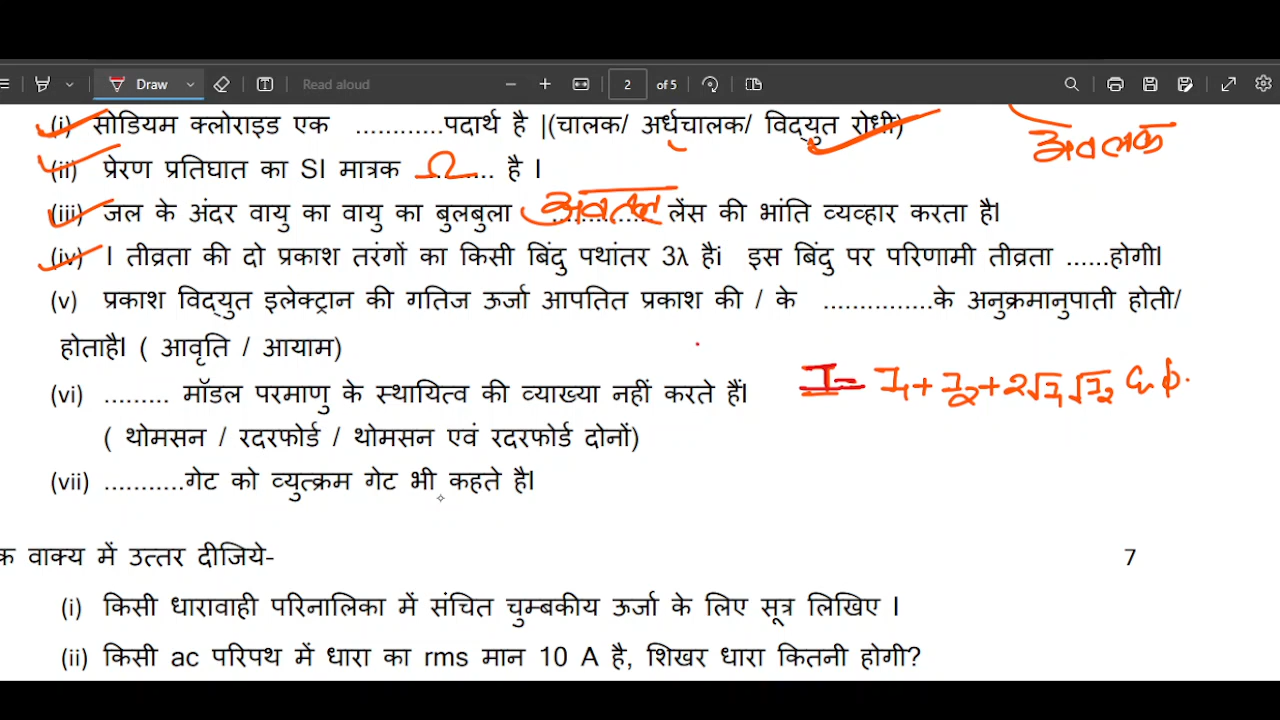 Draw Read aloud 2 of 5
(i) सोडियम क्लोराइड एक ............पदार्थ है |(चालक/ अर्धचालक/ विद्युत रोधी)
(ii) प्रेरण प्रतिघात का SI मात्रक Ω ....... है I
(iii) जल के अंदर वायु का वायु का बुलबुला अवतल ............ लेंस की भांति व्यव्हार करता हैI
(iv) I तीव्रता की दो प्रकाश तरंगों का किसी बिंदु पथांतर 3λ हैi इस बिंदु पर परिणामी तीव्रता ......होगीI
(v) प्रकाश विद्युत इलेक्ट्रान की गतिज ऊर्जा आपतित प्रकाश की / के ...............के अनुक्रमानुपाती होती/
होताहैI ( आवृति / आयाम)
I = I₁ + I₂ + 2√I₁ √I₂ Cos ϕ.
(vi) ......... मॉडल परमाणु के स्थायित्व की व्याख्या नहीं करते हैंI
( थोमसन / रदरफोर्ड / थोमसन एवं रदरफोर्ड दोनों)
(vii) ...........गेट को व्युत्क्रम गेट भी कहते हैI
क वाक्य में उत्तर दीजिये- 7
(i) किसी धारावाही परिनालिका में संचित चुम्बकीय ऊर्जा के लिए सूत्र लिखिए I
(ii) किसी ac परिपथ में धारा का rms मान 10 A है, शिखर धारा कितनी होगी?